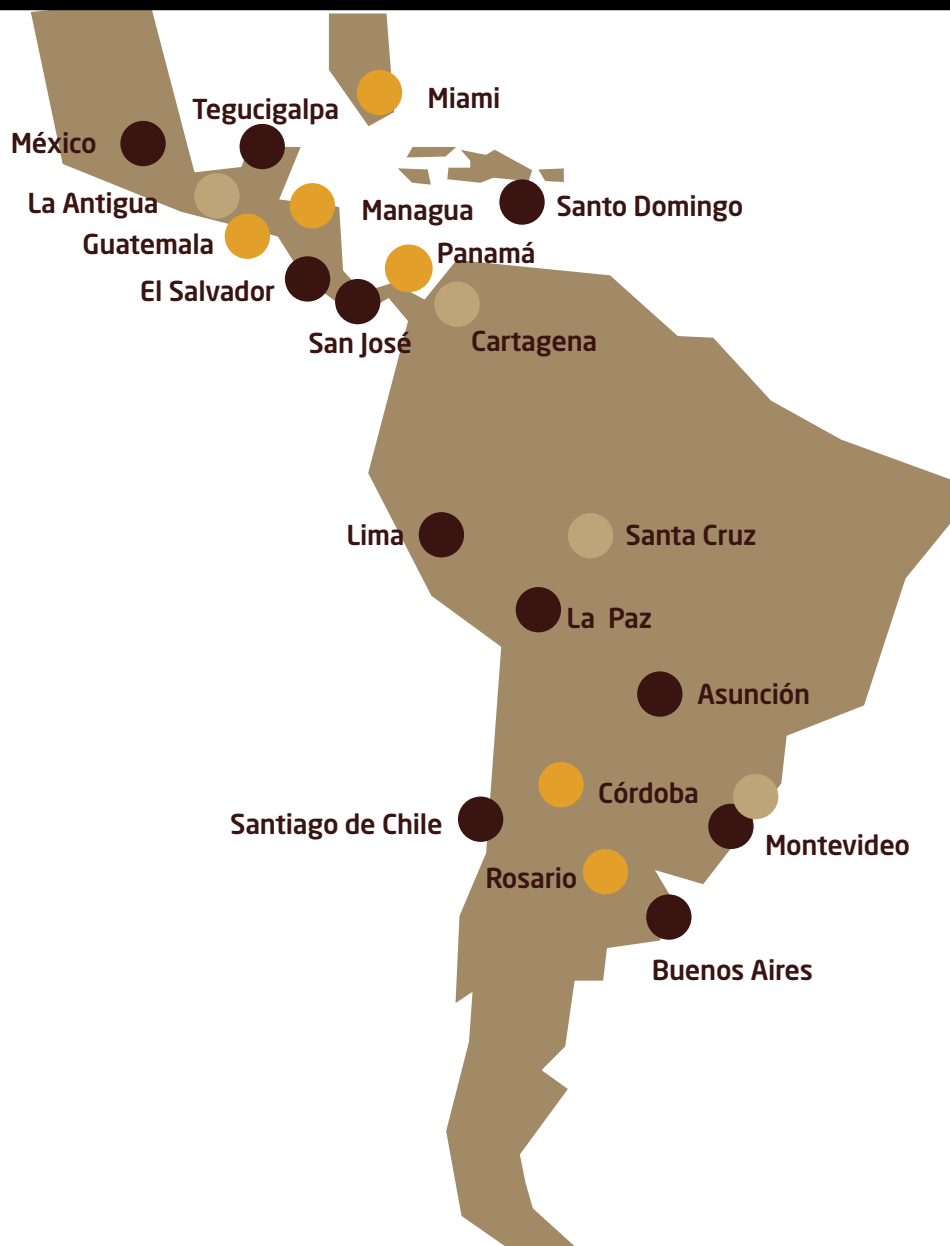 Miami
Tegucigalpa
México
La Antigua
Managua
Santo Domingo
Guatemala
Panamá
El Salvador
San José
Cartagena
Lima
Santa Cruz
La  Paz
Asunción
Córdoba
Santiago de Chile
Montevideo
Rosario
Buenos Aires